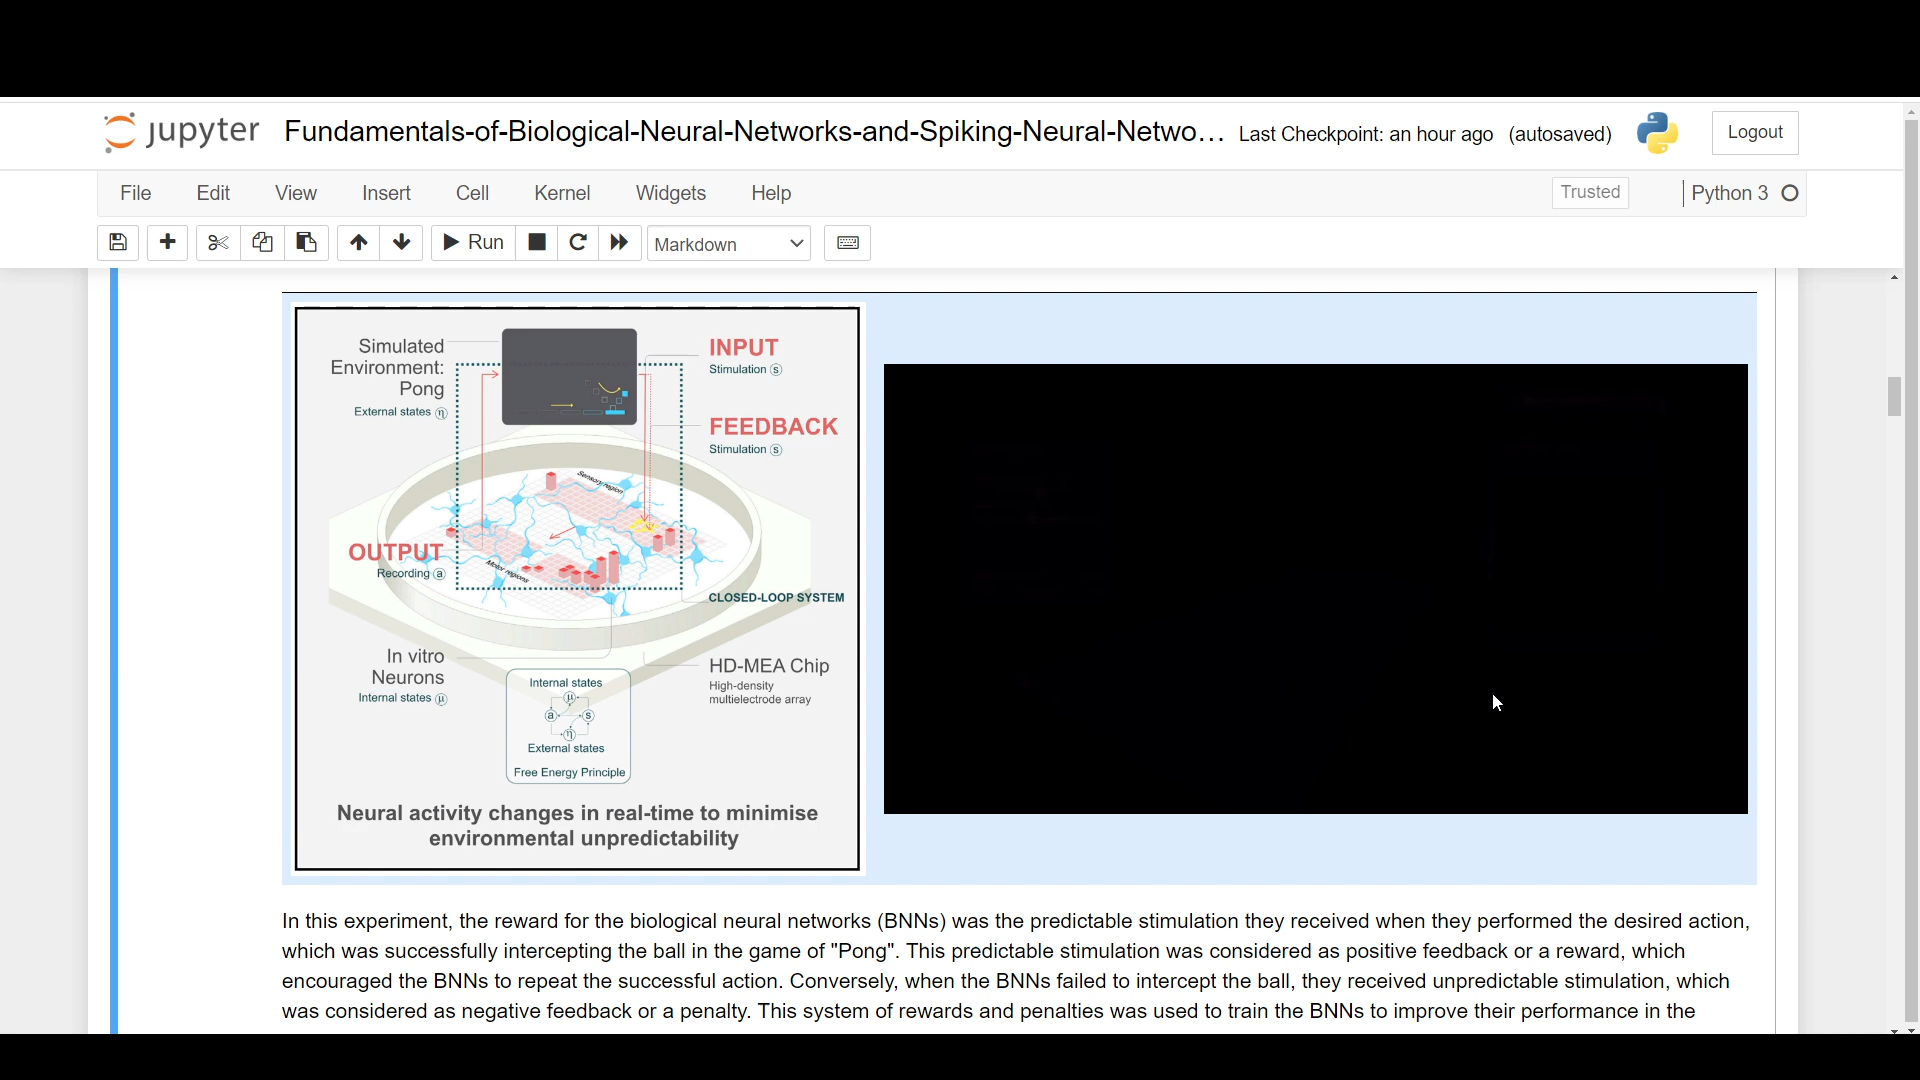 jupyter Fundamentals-of-Biological-Neural-Networks-and-Spiking-Neural-Netwo... Last Checkpoint: an hour ago (autosaved) Logout
File Edit View Insert Cell Kernel Widgets Help Trusted Python 3
Run Markdown
Simulated
Environment:
Pong
External states η
INPUT
Stimulation s
FEEDBACK
Stimulation s
Sensory region
OUTPUT
Recording a
Motor regions
CLOSED-LOOP SYSTEM
In vitro
Neurons
Internal states μ
HD-MEA Chip
High-density
multielectrode array
Internal states
μ
a s
η
External states
Free Energy Principle
Neural activity changes in real-time to minimise
environmental unpredictability
In this experiment, the reward for the biological neural networks (BNNs) was the predictable stimulation they received when they performed the desired action,
which was successfully intercepting the ball in the game of "Pong". This predictable stimulation was considered as positive feedback or a reward, which
encouraged the BNNs to repeat the successful action. Conversely, when the BNNs failed to intercept the ball, they received unpredictable stimulation, which
was considered as negative feedback or a penalty. This system of rewards and penalties was used to train the BNNs to improve their performance in the